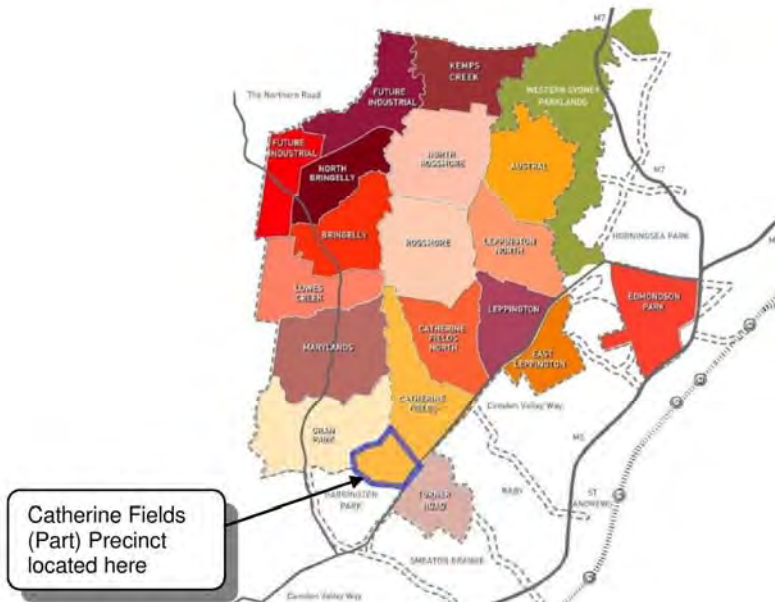 M7
KEMPS
CREEK
FUTURE
INDUSTRIAL
WESTERN SYDNEY
PARKLANDS
The Northern Road
FUTURE
INDUSTRIAL
NORTH
BRINGELLY
NORTH
ROSSMORE
AUSTRAL
M7
BRINGELLY
ROSSMORE
LEPPINGTON
NORTH
HORNINGSEA PARK
LOWES
CREEK
LEPPINGTON
EDMONDSON
PARK
MARYLANDS
CATHERINE
FIELDS
NORTH
EAST
LEPPINGTON
CATHERINE
FIELDS
Camden Valley Way
ORAN
PARK
M5
HARRINGTON
PARK
TURNER
ROAD
RABY
ST
ANDREWS
SMEATON GRANGE
Camden Valley Way
Catherine Fields
(Part) Precinct
located here